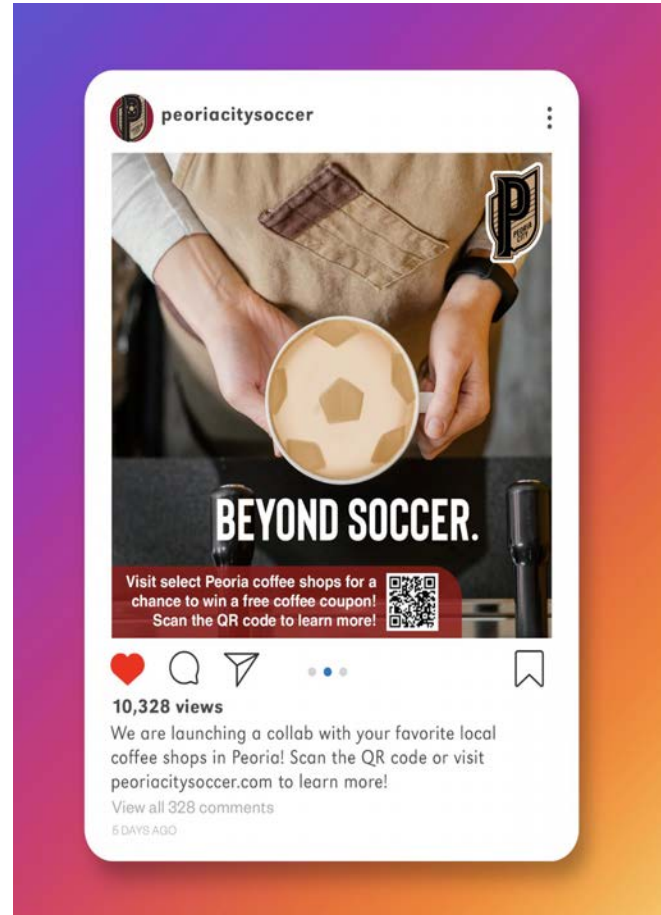 peoriacitysoccer
P
PEORIA
CITY
BEYOND SOCCER.
Visit select Peoria coffee shops for a
chance to win a free coffee coupon!
Scan the QR code to learn more!
10,328 views
We are launching a collab with your favorite local
coffee shops in Peoria! Scan the QR code or visit
peoriacitysoccer.com to learn more!
View all 328 comments
5 DAYS AGO